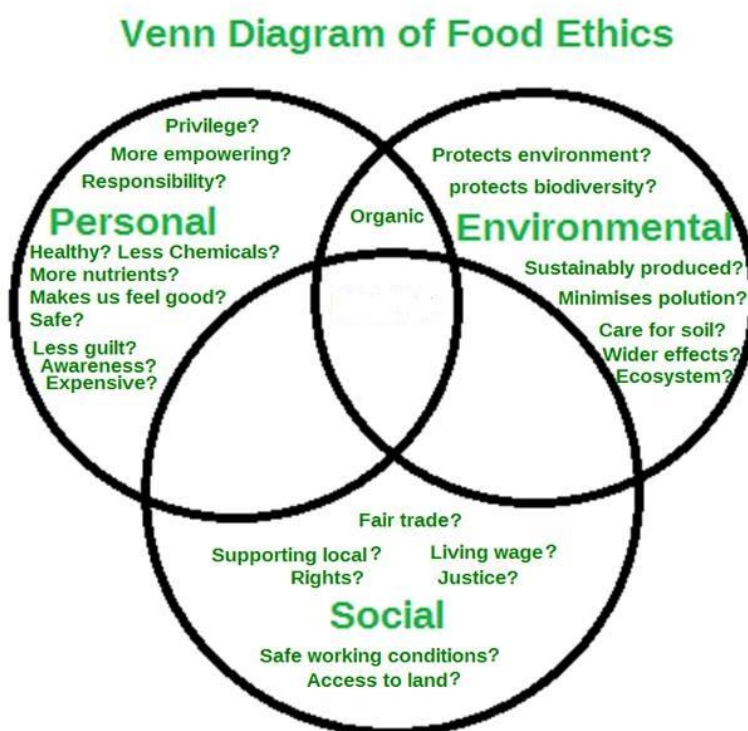 Venn Diagram of Food Ethics
Privilege?
More empowering?
Responsibility?
Personal
Healthy? Less Chemicals?
More nutrients?
Makes us feel good?
Safe?
Less guilt?
Awareness?
Expensive?
Organic
Protects environment?
protects biodiversity?
Environmental
Sustainably produced?
Minimises polution?
Care for soil?
Wider effects?
Ecosystem?
Fair trade?
Supporting local?
Living wage?
Rights?
Justice?
Social
Safe working conditions?
Access to land?